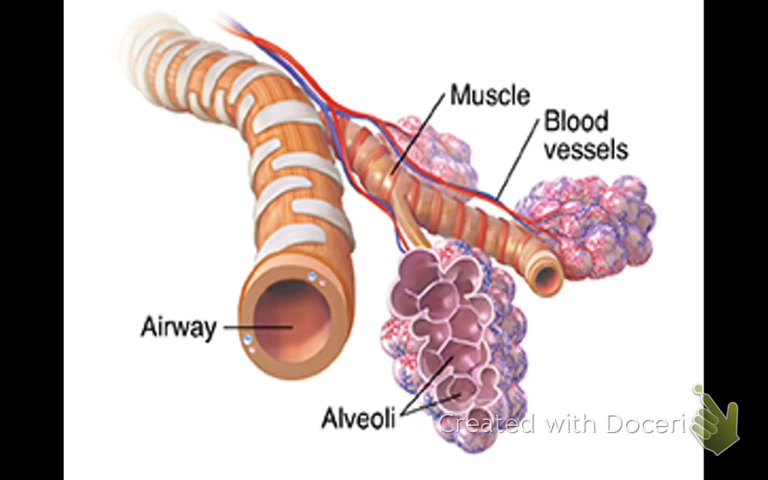 Muscle
Blood
vessels
Airway
Alveoli
Created with Doceri